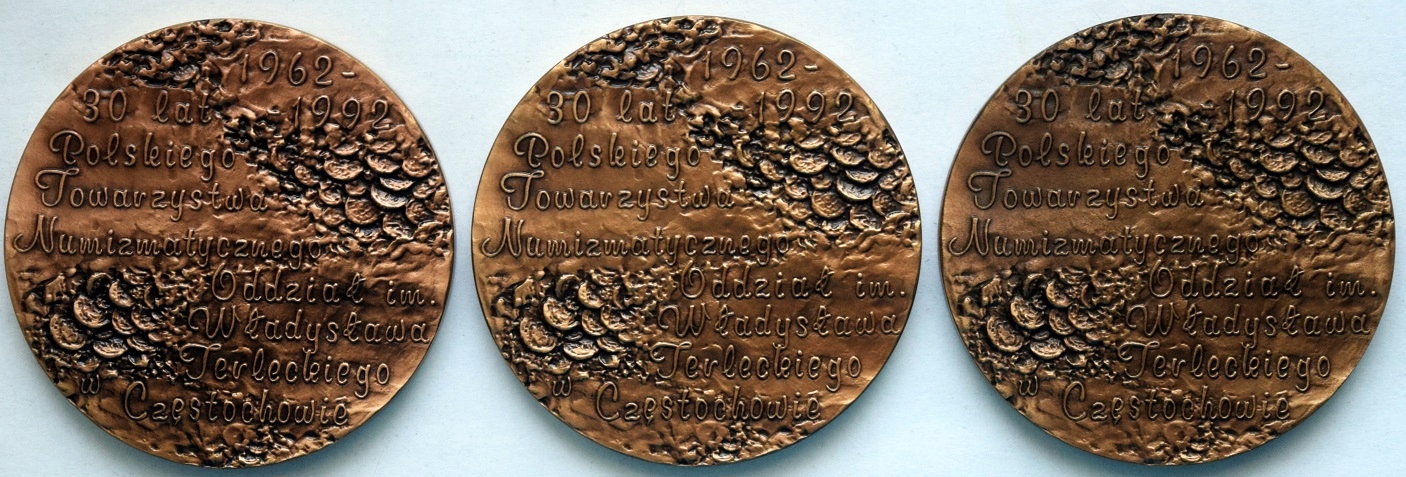 1962-
30 lat 1992
Polskiego
Towarzystwa
Numizmatycznego
Oddział im.
Władysława
Terleckiego
w Częstochowie
1962-
30 lat 1992
Polskiego
Towarzystwa
Numizmatycznego
Oddział im.
Władysława
Terleckiego
w Częstochowie
1962-
30 lat 1992
Polskiego
Towarzystwa
Numizmatycznego
Oddział im.
Władysława
Terleckiego
w Częstochowie